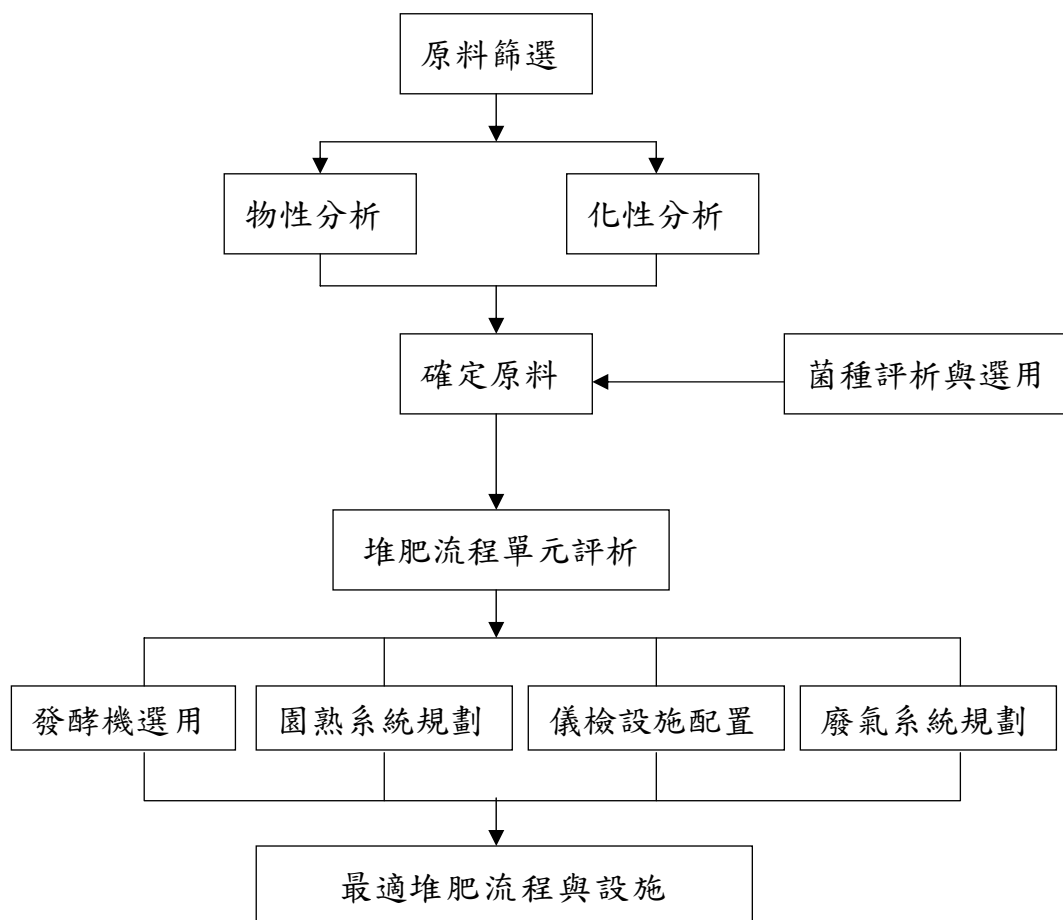 原料篩選
物性分析
化性分析
確定原料
菌種評析與選用
堆肥流程單元評析
發酵機選用
園熟系統規劃
儀檢設施配置
廢氣系統規劃
最適堆肥流程與設施